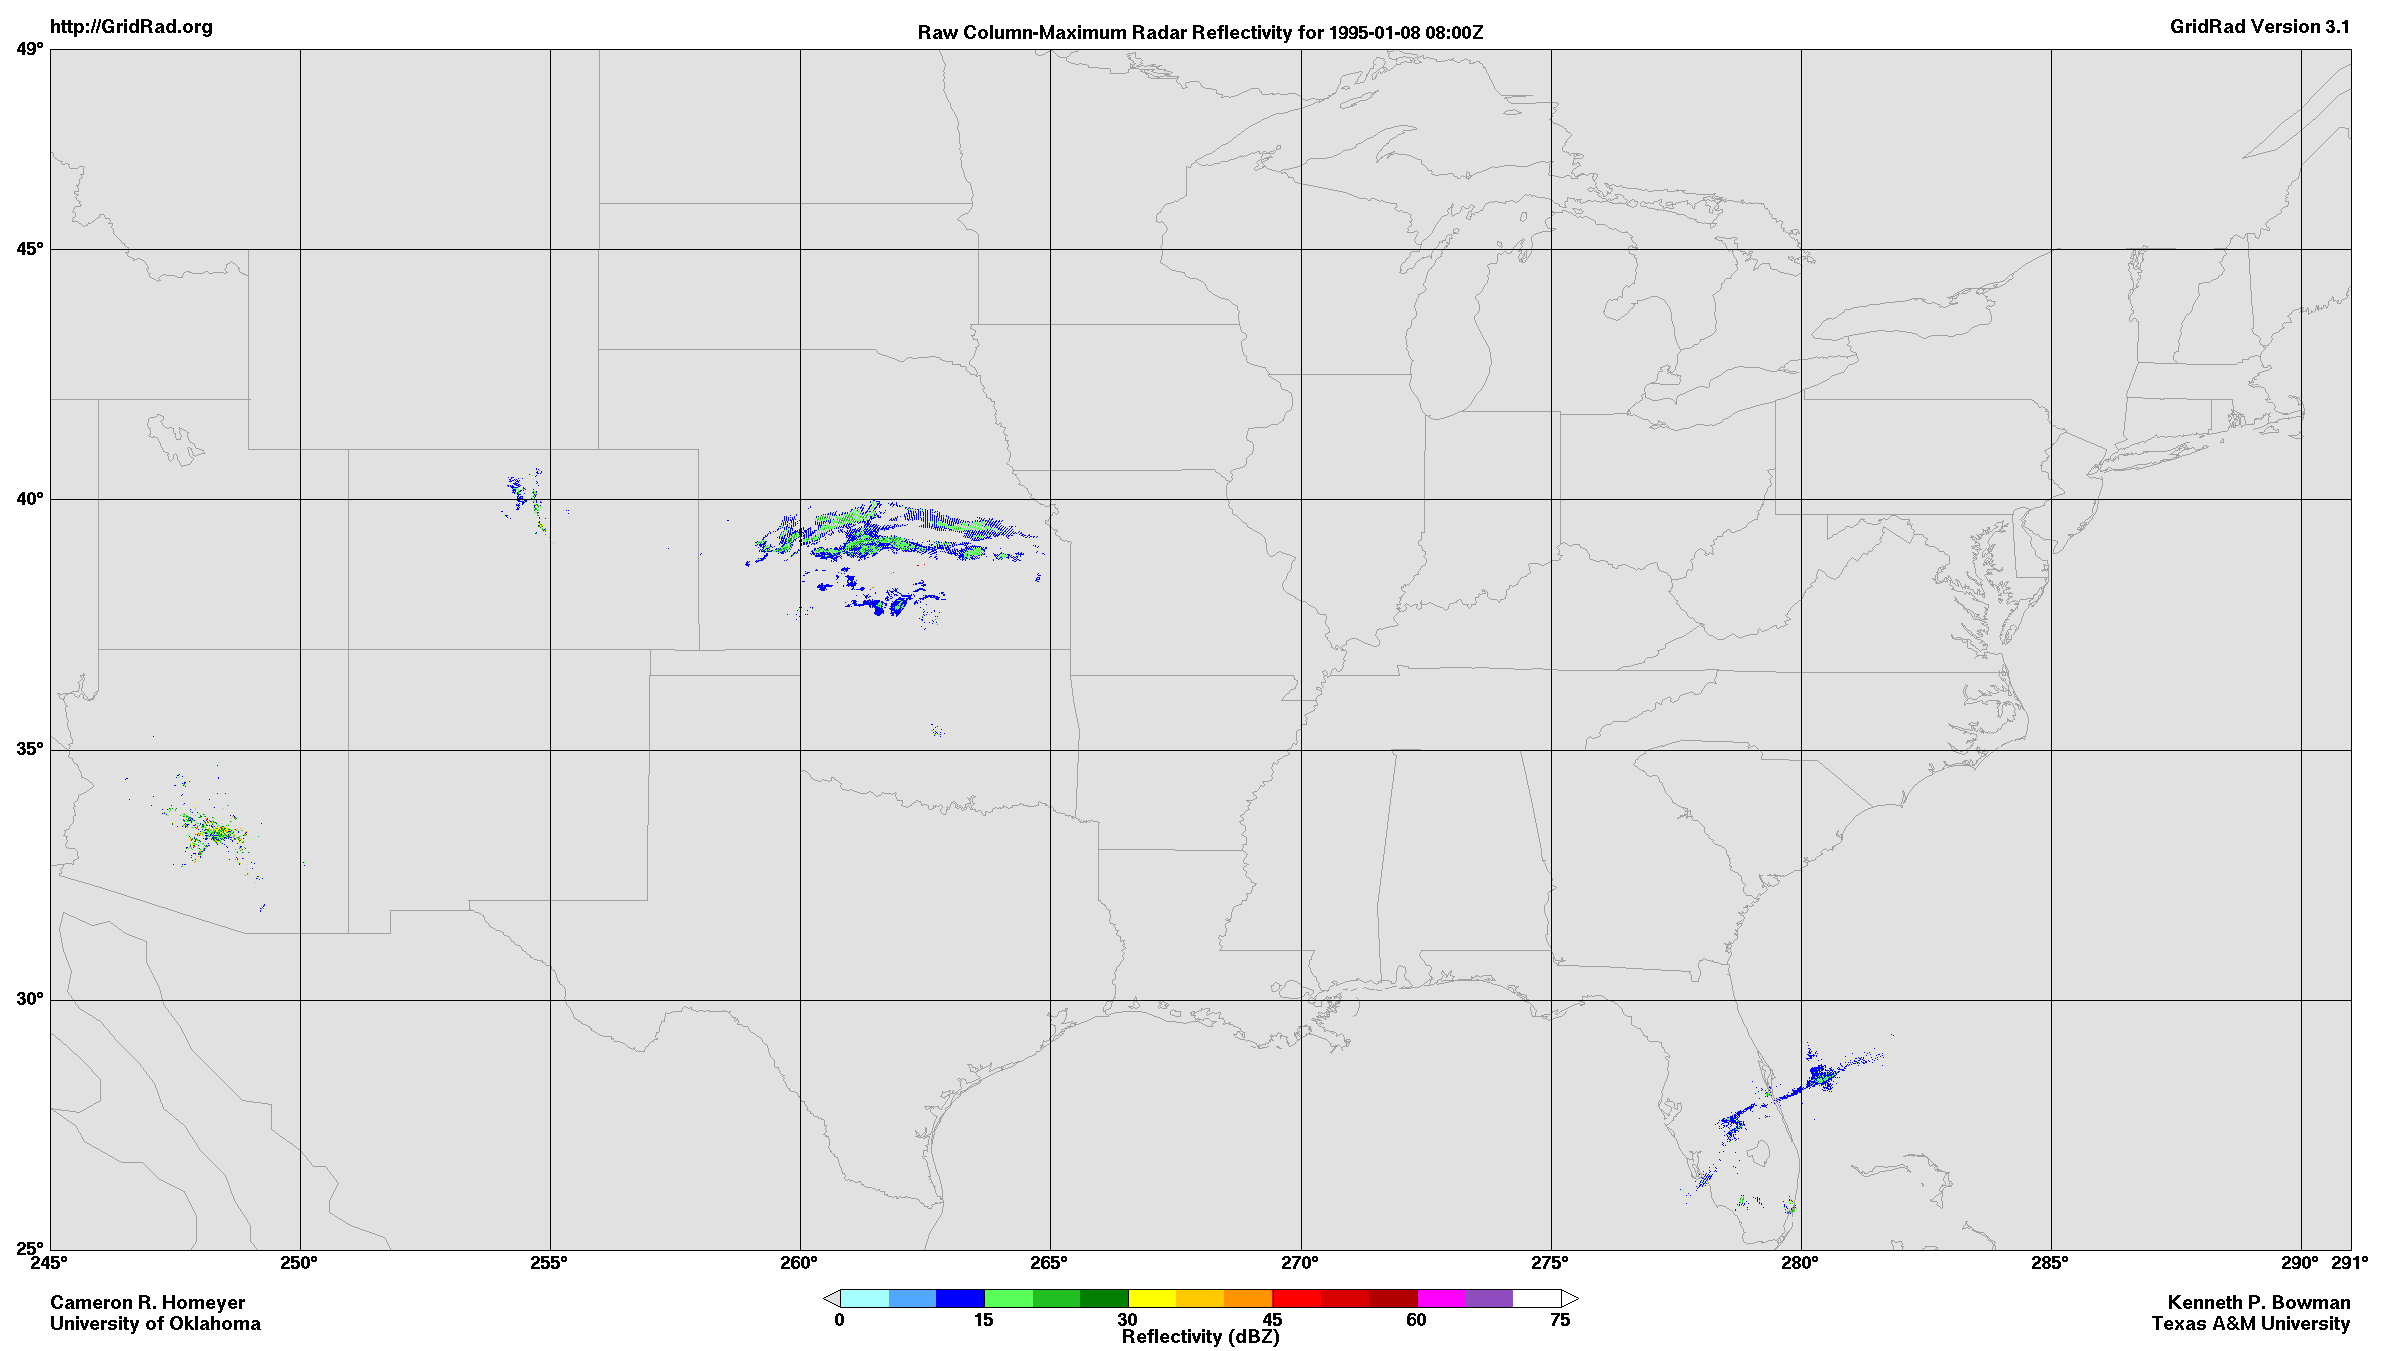 http://GridRad.org
Raw Column-Maximum Radar Reflectivity for 1995-01-08 08:00Z
GridRad Version 3.1
49°
45°
40°
35°
30°
25°
245° 250° 255° 260° 265° 270° 275° 280° 285° 290° 291°
0 15 30 45 60 75
Reflectivity (dBZ)
Cameron R. Homeyer
University of Oklahoma
Kenneth P. Bowman
Texas A&M University